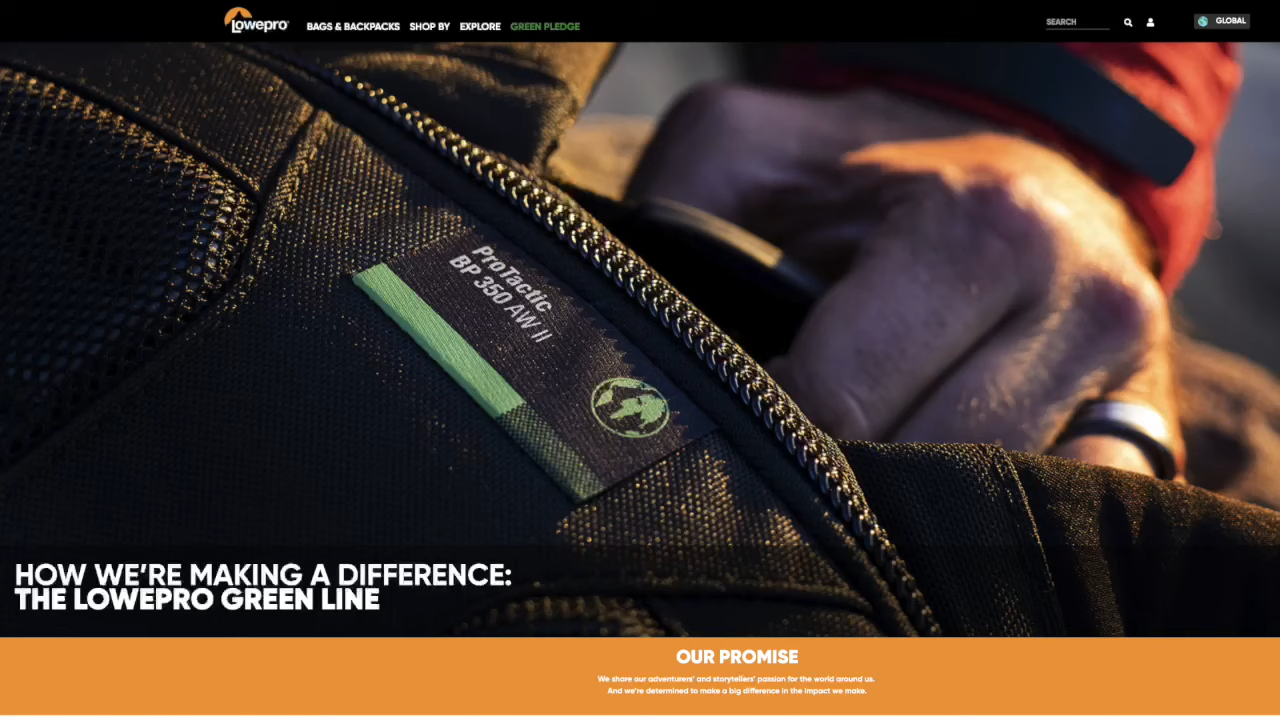 Lowepro
BAGS & BACKPACKS SHOP BY EXPLORE GREEN PLEDGE
SEARCH
GLOBAL
ProTactic
BP 350 AW II
HOW WE'RE MAKING A DIFFERENCE:
THE LOWEPRO GREEN LINE
OUR PROMISE
We share our adventurers' and storytellers' passion for the world around us.
And we're determined to make a big difference in the impact we make.